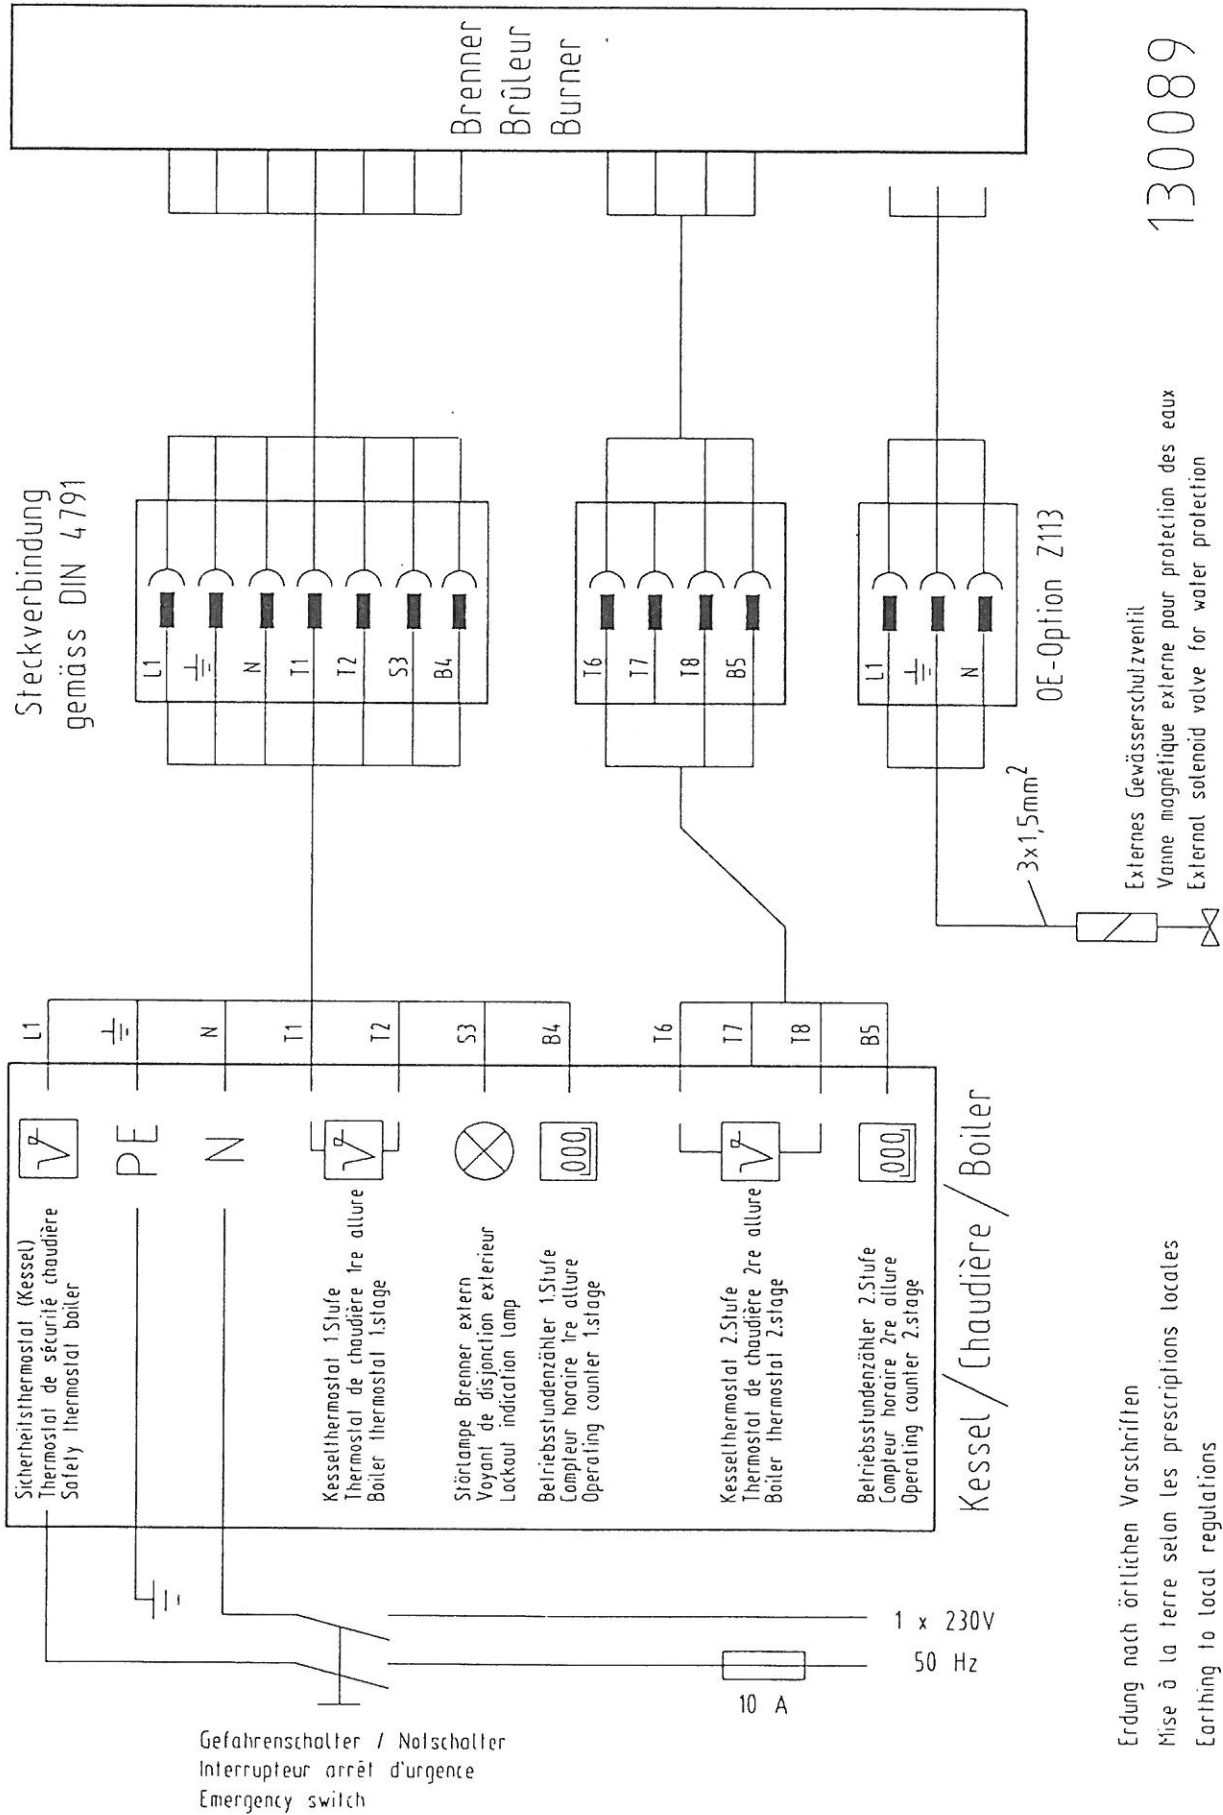 Brenner
Brûleur
Burner
130089
Steckverbindung
gemäss DIN 4791
L1
N
T1
T2
S3
B4
T6
T7
T8
B5
L1
N
OE-Option Z113
3x1,5mm²
Externes Gewässerschutzventil
Vanne magnétique externe pour protection des eaux
External solenoid valve for water protection
L1
N
T1
T2
S3
B4
T6
T7
T8
B5
PE
N
000
000
Sicherheitsthermostat (Kessel)
Thermostat de sécurité chaudière
Safety thermostat boiler
Kesselthermostat 1.Stufe
Thermostat de chaudière 1re allure
Boiler thermostat 1.stage
Störlampe Brenner extern
Voyant de disjonction exterieur
Lockout indication lamp
Betriebsstundenzähler 1.Stufe
Compteur horaire 1re allure
Operating counter 1.stage
Kesselthermostat 2.Stufe
Thermostat de chaudière 2re allure
Boiler thermostat 2.stage
Betriebsstundenzähler 2.Stufe
Compteur horaire 2re allure
Operating counter 2.stage
Kessel / Chaudière / Boiler
1 x 230V
50 Hz
10 A
Gefahrenschalter / Notschalter
Interrupteur arrêt d'urgence
Emergency switch
Erdung nach örtlichen Vorschriften
Mise à la terre selon les prescriptions locales
Earthing to local regulations